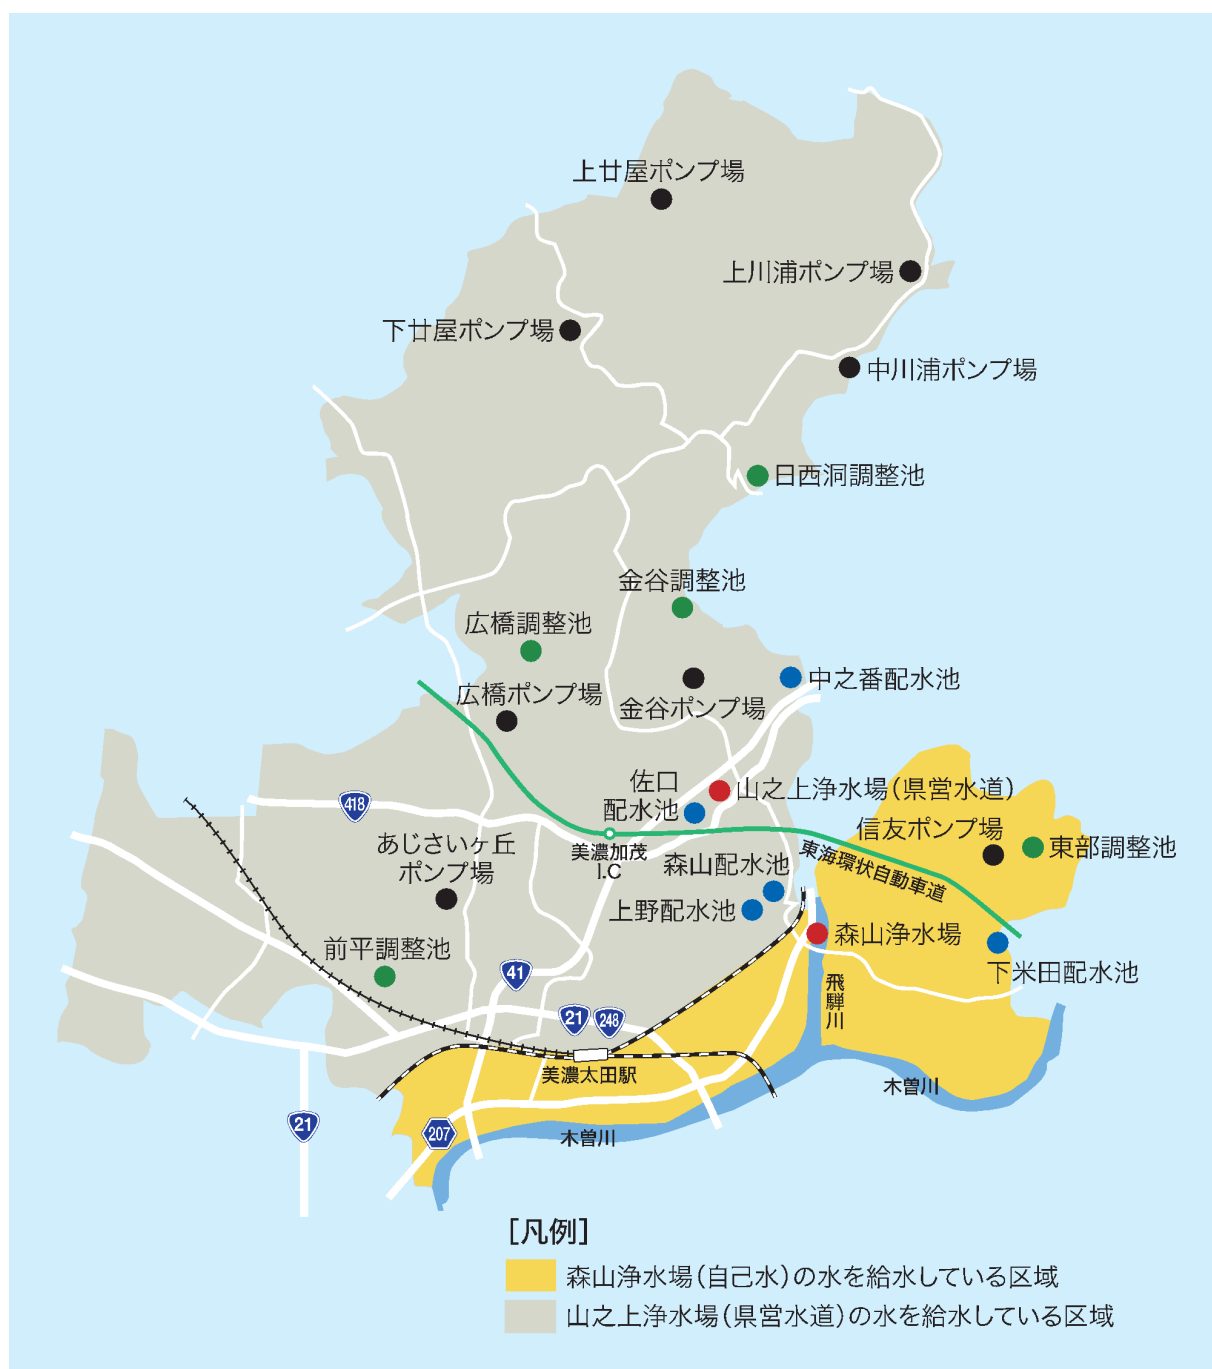 上廿屋ポンプ場
上川浦ポンプ場
下廿屋ポンプ場
中川浦ポンプ場
日西洞調整池
金谷調整池
広橋調整池
中之番配水池
広橋ポンプ場
金谷ポンプ場
佐口
配水池
山之上浄水場(県営水道)
418
信友ポンプ場
東部調整池
美濃加茂
I.C
東海環状自動車道
あじさいヶ丘
ポンプ場
森山配水池
上野配水池
森山浄水場
前平調整池
下米田配水池
41
飛騨川
21
248
美濃太田駅
木曽川
21
207
木曽川
[凡例]
森山浄水場(自己水)の水を給水している区域
山之上浄水場(県営水道)の水を給水している区域